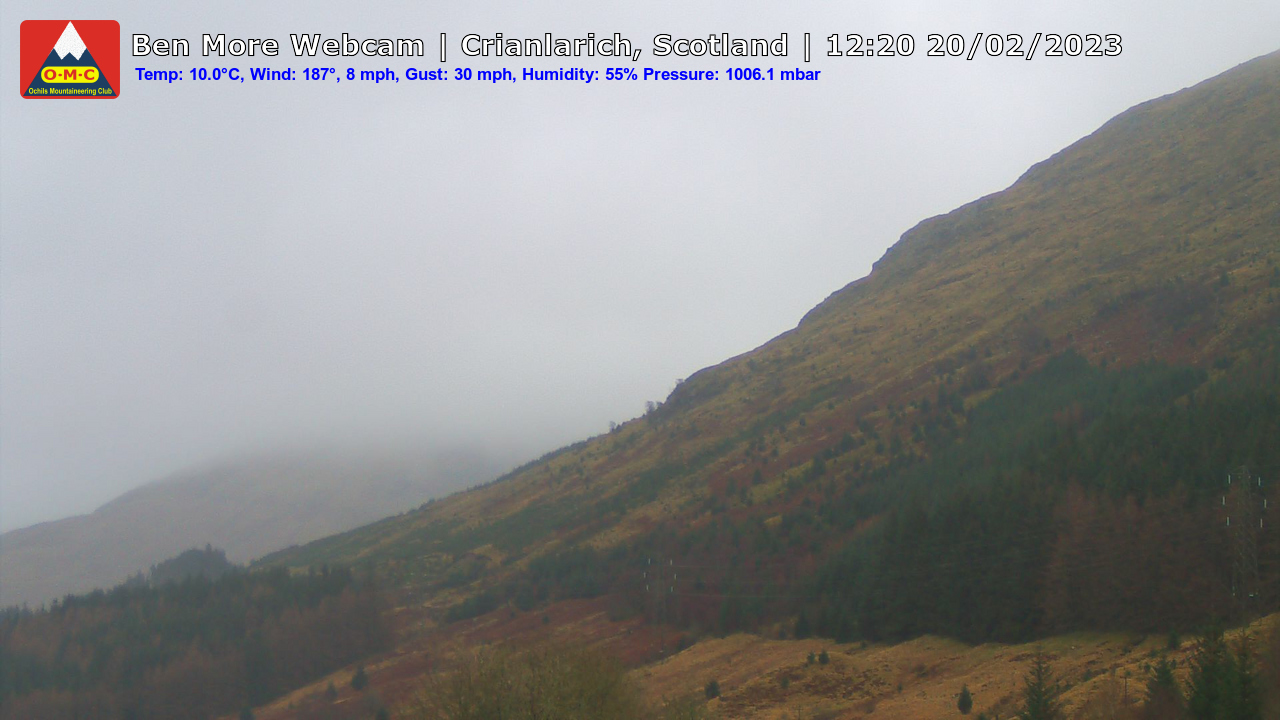 Ben More Webcam | Crianlarich, Scotland | 12:20 20/02/2023
Temp: 10.0°C, Wind: 187°, 8 mph, Gust: 30 mph, Humidity: 55% Pressure: 1006.1 mbar
O-M-C
Ochils Mountaineering Club